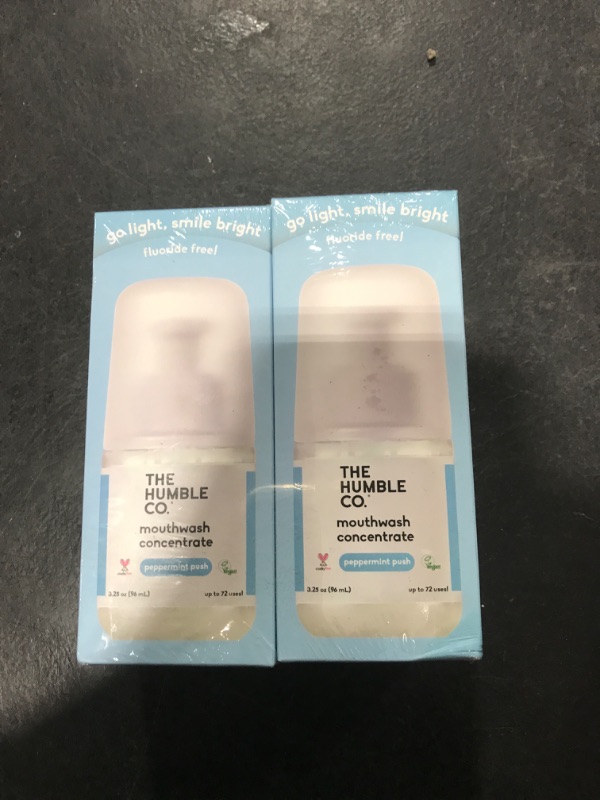 go light, smile bright
fluoride free!
THE
HUMBLE
CO.
mouthwash
concentrate
peppermint push
3.25 oz (96 mL)
up to 72 uses!
go light, smile bright
fluoride free!
THE
HUMBLE
CO.
mouthwash
concentrate
peppermint push
vegan
3.25 oz (96 mL)
up to 72 uses!